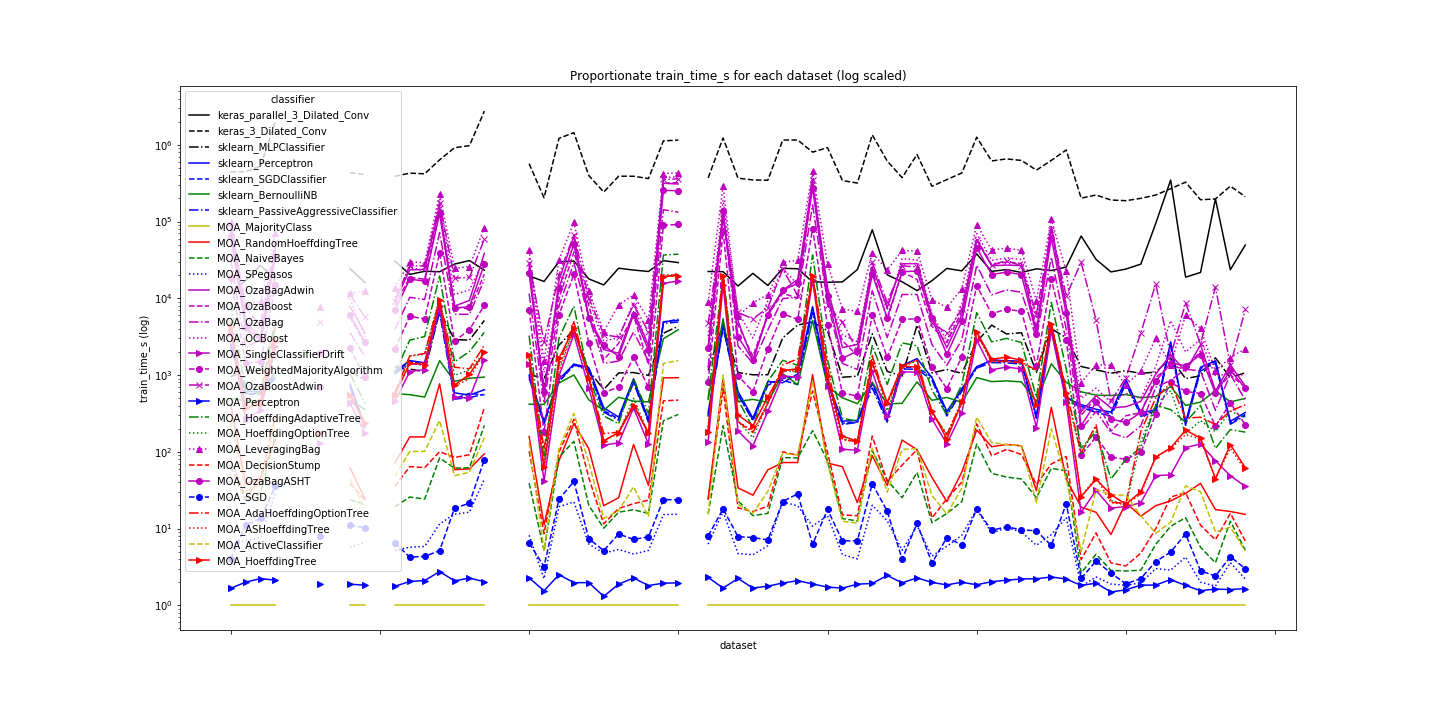 Proportionate train_time_s for each dataset (log scaled)
classifier
keras_parallel_3_Dilated_Conv
keras_3_Dilated_Conv
sklearn_MLPClassifier
sklearn_Perceptron
sklearn_SGDClassifier
sklearn_BernoulliNB
sklearn_PassiveAggressiveClassifier
MOA_MajorityClass
MOA_RandomHoeffdingTree
MOA_NaiveBayes
MOA_SPegasos
MOA_OzaBagAdwin
MOA_OzaBoost
MOA_OzaBag
MOA_OCBoost
MOA_SingleClassifierDrift
MOA_WeightedMajorityAlgorithm
MOA_OzaBoostAdwin
MOA_Perceptron
MOA_HoeffdingAdaptiveTree
MOA_HoeffdingOptionTree
MOA_LeveragingBag
MOA_DecisionStump
MOA_OzaBagASHT
MOA_SGD
MOA_AdaHoeffdingOptionTree
MOA_ASHoeffdingTree
MOA_ActiveClassifier
MOA_HoeffdingTree
train_time_s (log)
10⁶
10⁵
10⁴
10³
10²
10¹
10⁰
dataset